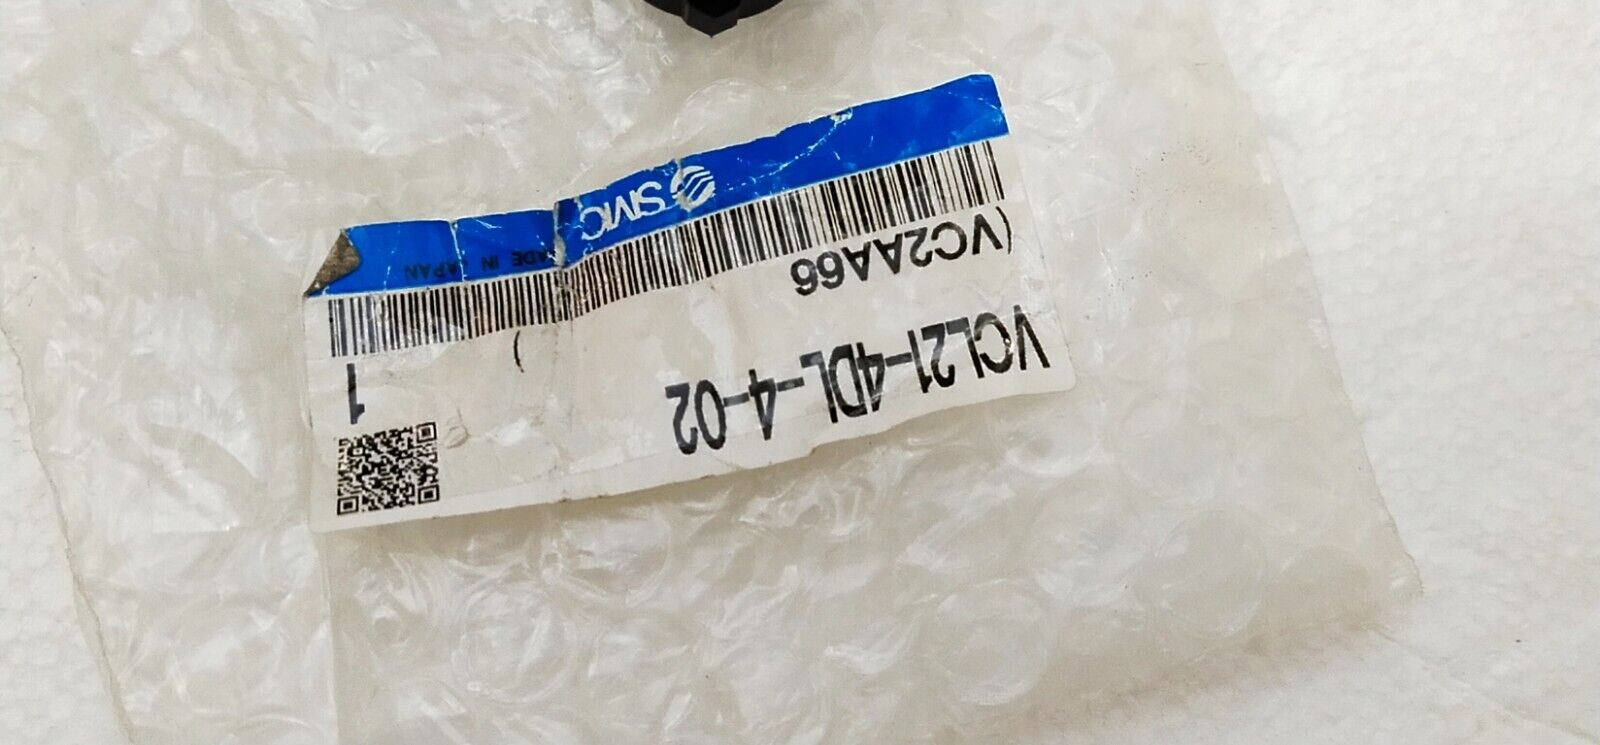 1
VCL21-4DL-4-02
(VC2AA66
)
SMC
MADE IN JAPAN